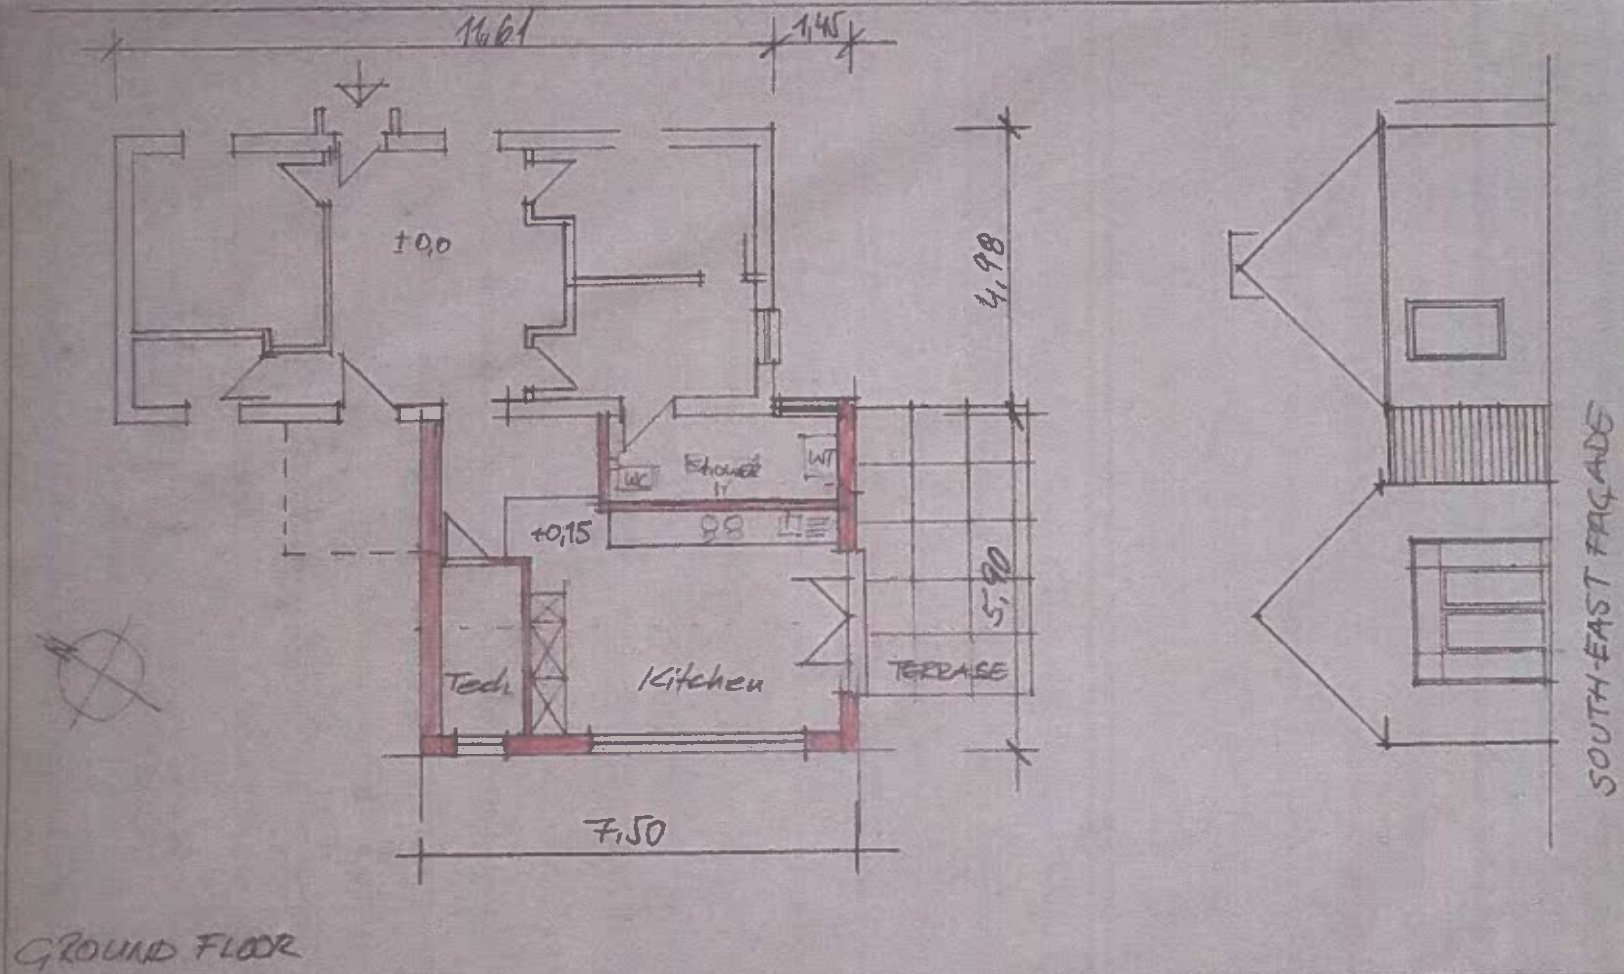 11,61
1,45
±0,0
4,98
WC
Shower
WT
+0,15
5,90
Tech.
Kitchen
TERRASE
7,50
GROUND FLOOR
SOUTH-EAST FAÇADE